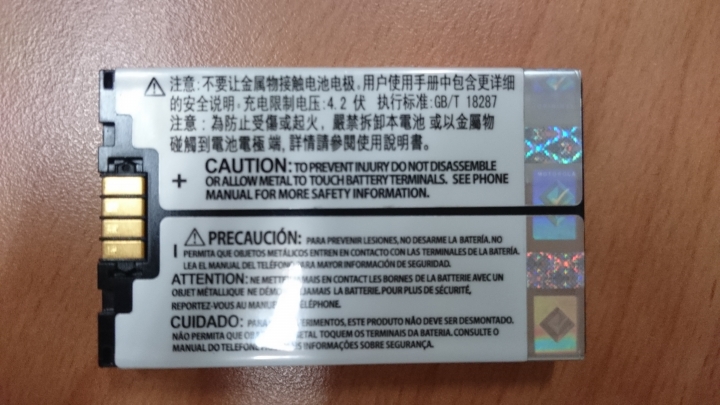 注意:不要让金属物接触电池电极,用户使用手册中包含更详细
的安全说明,充电限制电压:4.2 伏 执行标准:GB/T 18287
注意:為防止受傷或起火,嚴禁拆卸本電池 或以金屬物
碰觸到電池電極 端,詳情請參閱使用說明書。
+ CAUTION: TO PREVENT INJURY DO NOT DISASSEMBLE
OR ALLOW METAL TO TOUCH BATTERY TERMINALS. SEE PHONE
MANUAL FOR MORE SAFETY INFORMATION.
PRECAUCIÓN: PARA PREVENIR LESIONES, NO DESARME LA BATERÍA. NO
PERMITA QUE OBJETOS METÁLICOS ENTREN EN CONTACTO CON LAS TERMINALES DE LA BATERÍA.
LEA EL MANUAL DEL TELÉFONO PARA MAYOR INFORMACIÓN DE SEGURIDAD.
ATTENTION: NE METTEZ JAMAIS EN CONTACT LES BORNES DE LA BATTERIE AVEC UN
OBJET MÉTALLIQUE NE JAMAIS LA BATTERIE. POUR PLUS DE SÉCURITÉ,
REPORTEZ-VOUS AU MANUEL TÉLÉPHONE.
CUIDADO: ESTE PRODUTO NÃO DEVE SER DESMONTADO.
NÃO PERMITA QUE METAL TOQUEM OS TERMINAIS DA BATERIA. CONSULTE O
MANUAL DO INFORMAÇÕES SOBRE SEGURANÇA.